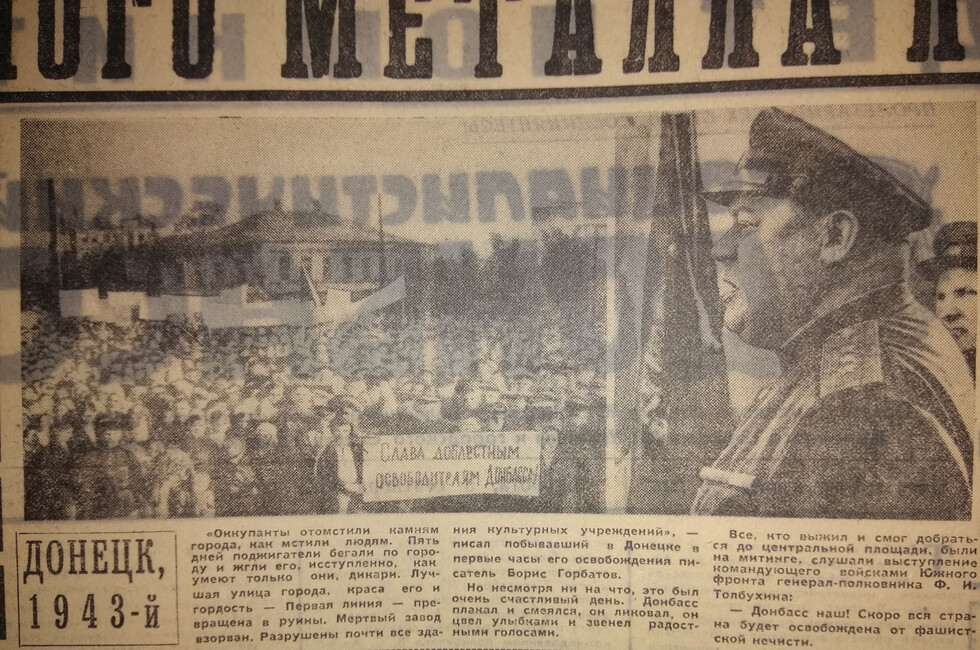 ОГО МЕТАЛЛА
СЛАВА ДОБЛЕСТНЫМ
ОСВОБОДИТЕЛЯМ ДОНБАССА!
ДОНЕЦК,
1943-й
«Оккупанты отомстили камням
города, как мстили людям. Пять
дней поджигатели бегали по горо-
ду и жгли его, исступленно, как
умеют только они, дикари. Луч-
шая улица города, краса его и
гордость — Первая линия — пре-
вращена в руины. Мертвый завод
взорван. Разрушены почти все зда-
ния культурных учреждений», —
писал побывавший в Донецке в
первые часы его освобождения пи-
сатель Борис Горбатов.
Но несмотря ни на что, это был
очень счастливый день. Донбасс
плакал и смеялся, он ликовал, он
цвел улыбками и звенел радост-
ными голосами.
Все, кто выжил и смог добрать-
ся до центральной площади, были
на митинге, слушали выступление
командующего войсками Южного
фронта генерал-полковника Ф. И.
Толбухина:
— Донбасс наш! Скоро вся стра-
на будет освобождена от фашист-
ской нечисти.